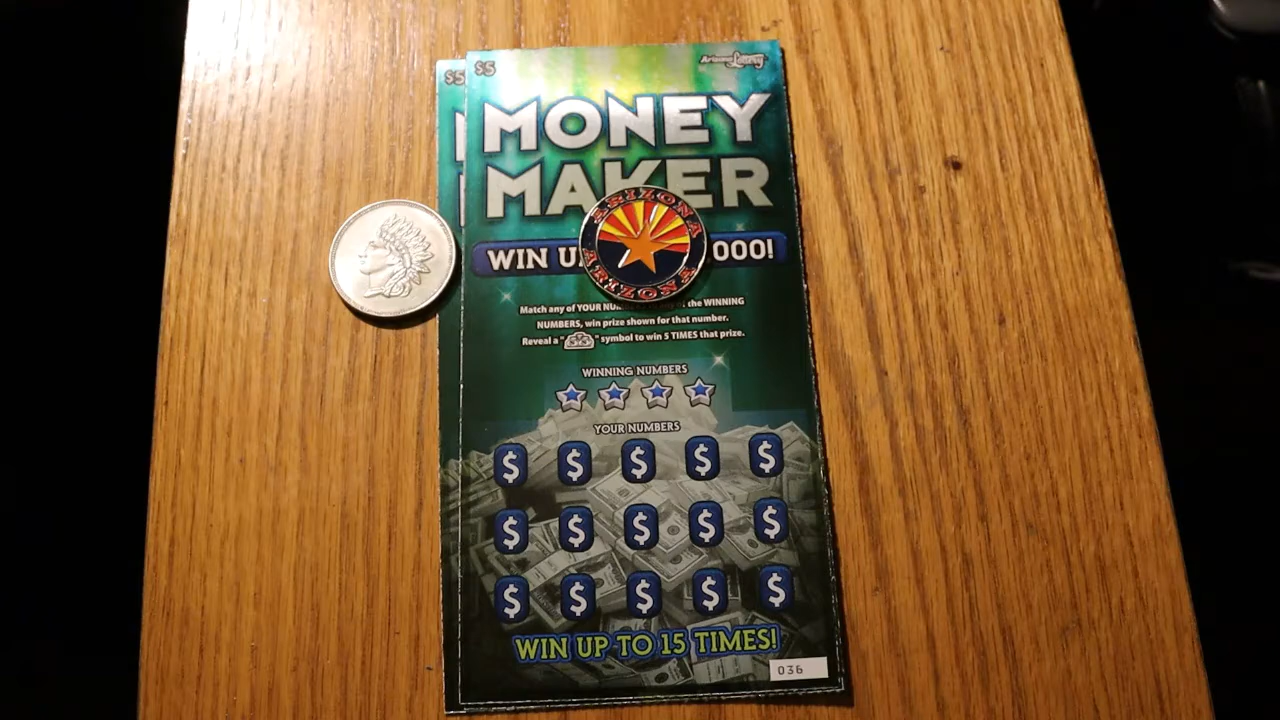 $5
$5
Arizona Lottery
MONEY
MAKER
ARIZONA
WIN U 000!
ARIZONA
Match any of YOUR the WINNING
NUMBERS, win prize shown for that number.
Reveal a " " symbol to win 5 TIMES that prize.
WINNING NUMBERS
YOUR NUMBERS
$ $ $ $ $
$ $ $ $ $
$ $ $ $ $
WIN UP TO 15 TIMES!
036